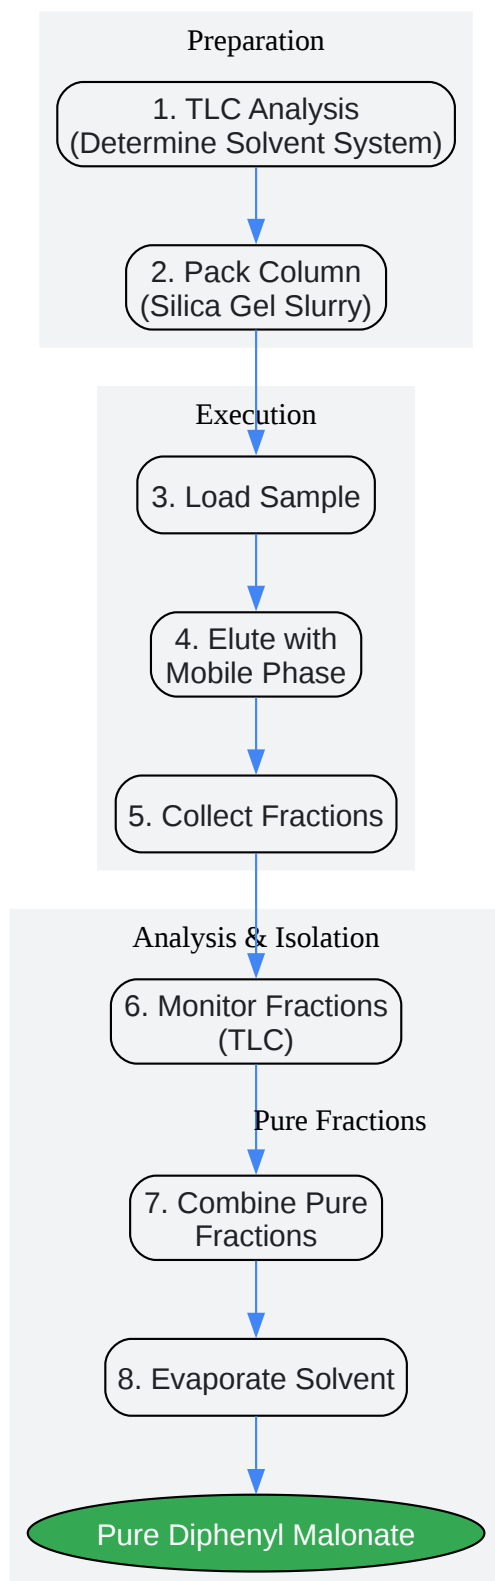 Preparation
1. TLC Analysis
(Determine Solvent System)
2. Pack Column
(Silica Gel Slurry)
Execution
3. Load Sample
4. Elute with
Mobile Phase
5. Collect Fractions
Analysis & Isolation
6. Monitor Fractions
(TLC)
Pure Fractions
7. Combine Pure
Fractions
8. Evaporate Solvent
Pure Diphenyl Malonate